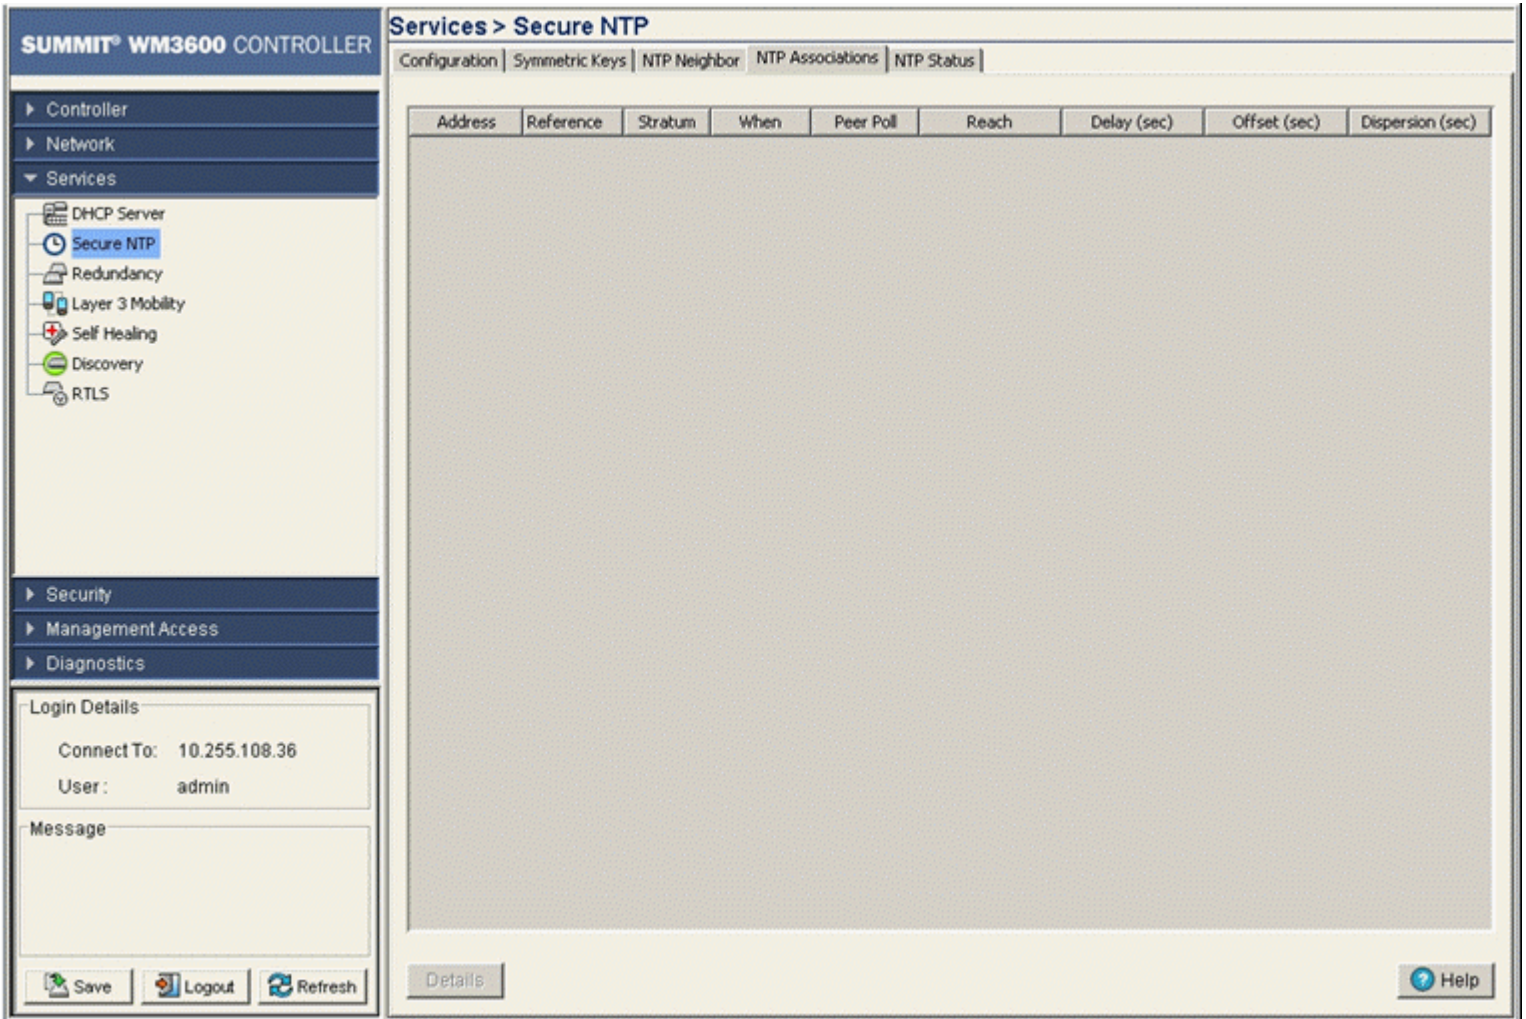 SUMMIT® WM3600 CONTROLLER
Controller
Network
Services
DHCP Server
Secure NTP
Redundancy
Layer 3 Mobility
Self Healing
Discovery
RTLS
Security
Management Access
Diagnostics
Login Details
Connect To: 10.255.108.36
User : admin
Message
Save Logout Refresh
Services > Secure NTP
Configuration Symmetric Keys NTP Neighbor NTP Associations NTP Status
Address Reference Stratum When Peer Poll Reach Delay (sec) Offset (sec) Dispersion (sec)
Details Help